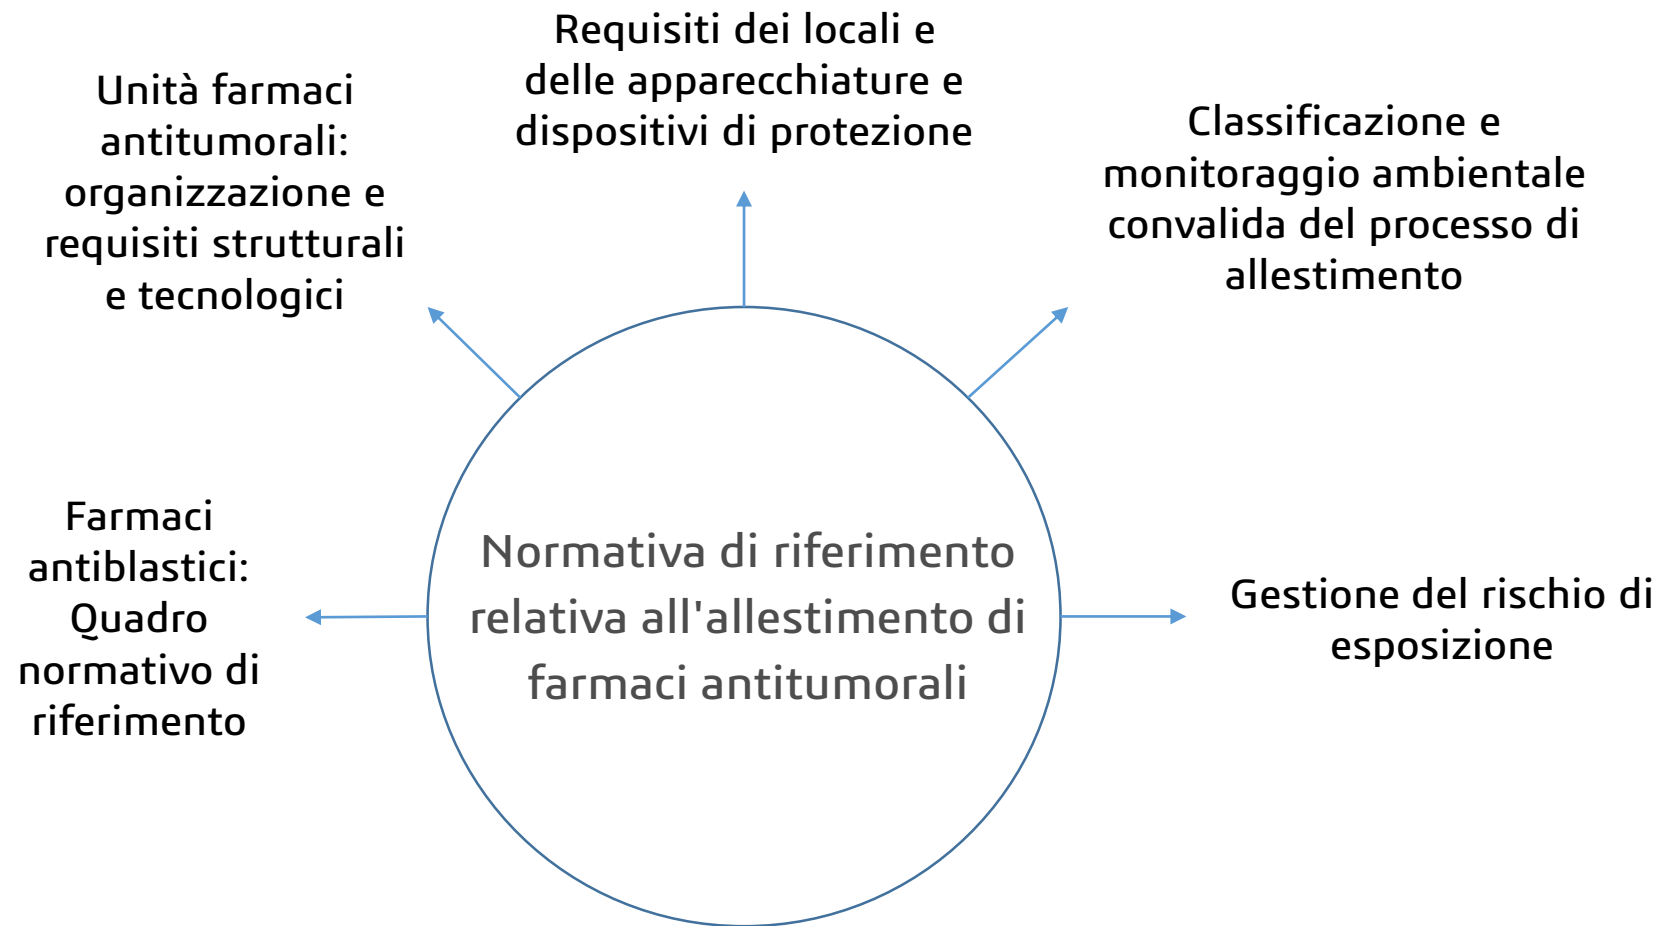 Requisiti dei locali e
delle apparecchiature e
dispositivi di protezione
Unità farmaci
antitumorali:
organizzazione e
requisiti strutturali
e tecnologici
Classificazione e
monitoraggio ambientale
convalida del processo di
allestimento
Farmaci
antiblastici:
Quadro
normativo di
riferimento
Normativa di riferimento
relativa all'allestimento di
farmaci antitumorali
Gestione del rischio di
esposizione